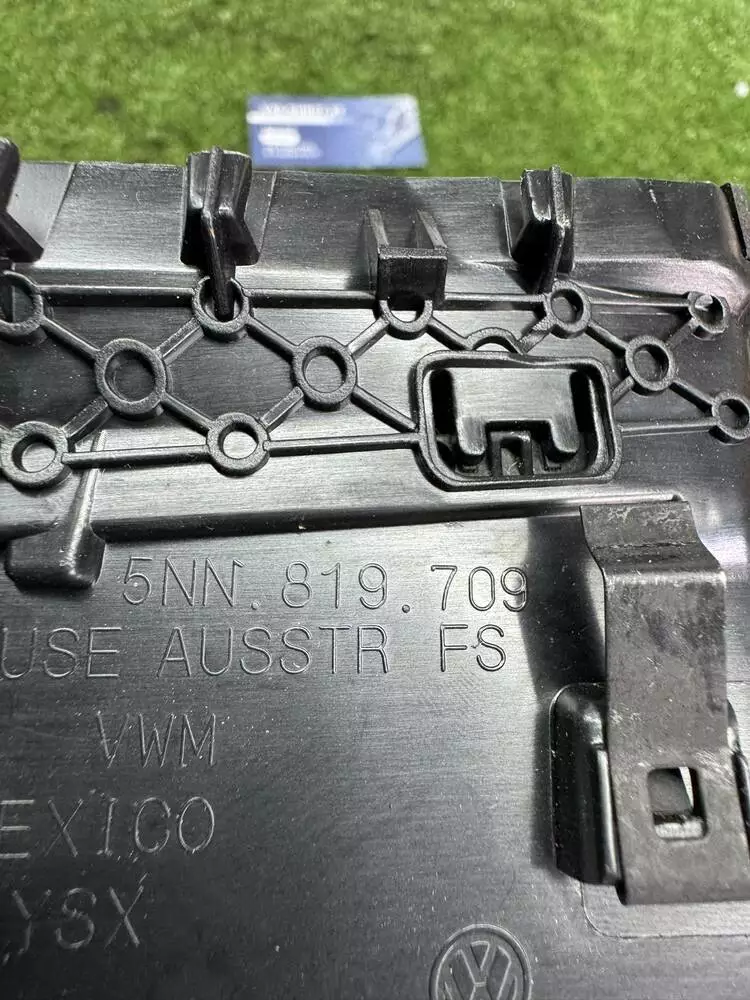 5NN.819.709
USE AUSSTR FS
VWM
EXICO
YSX